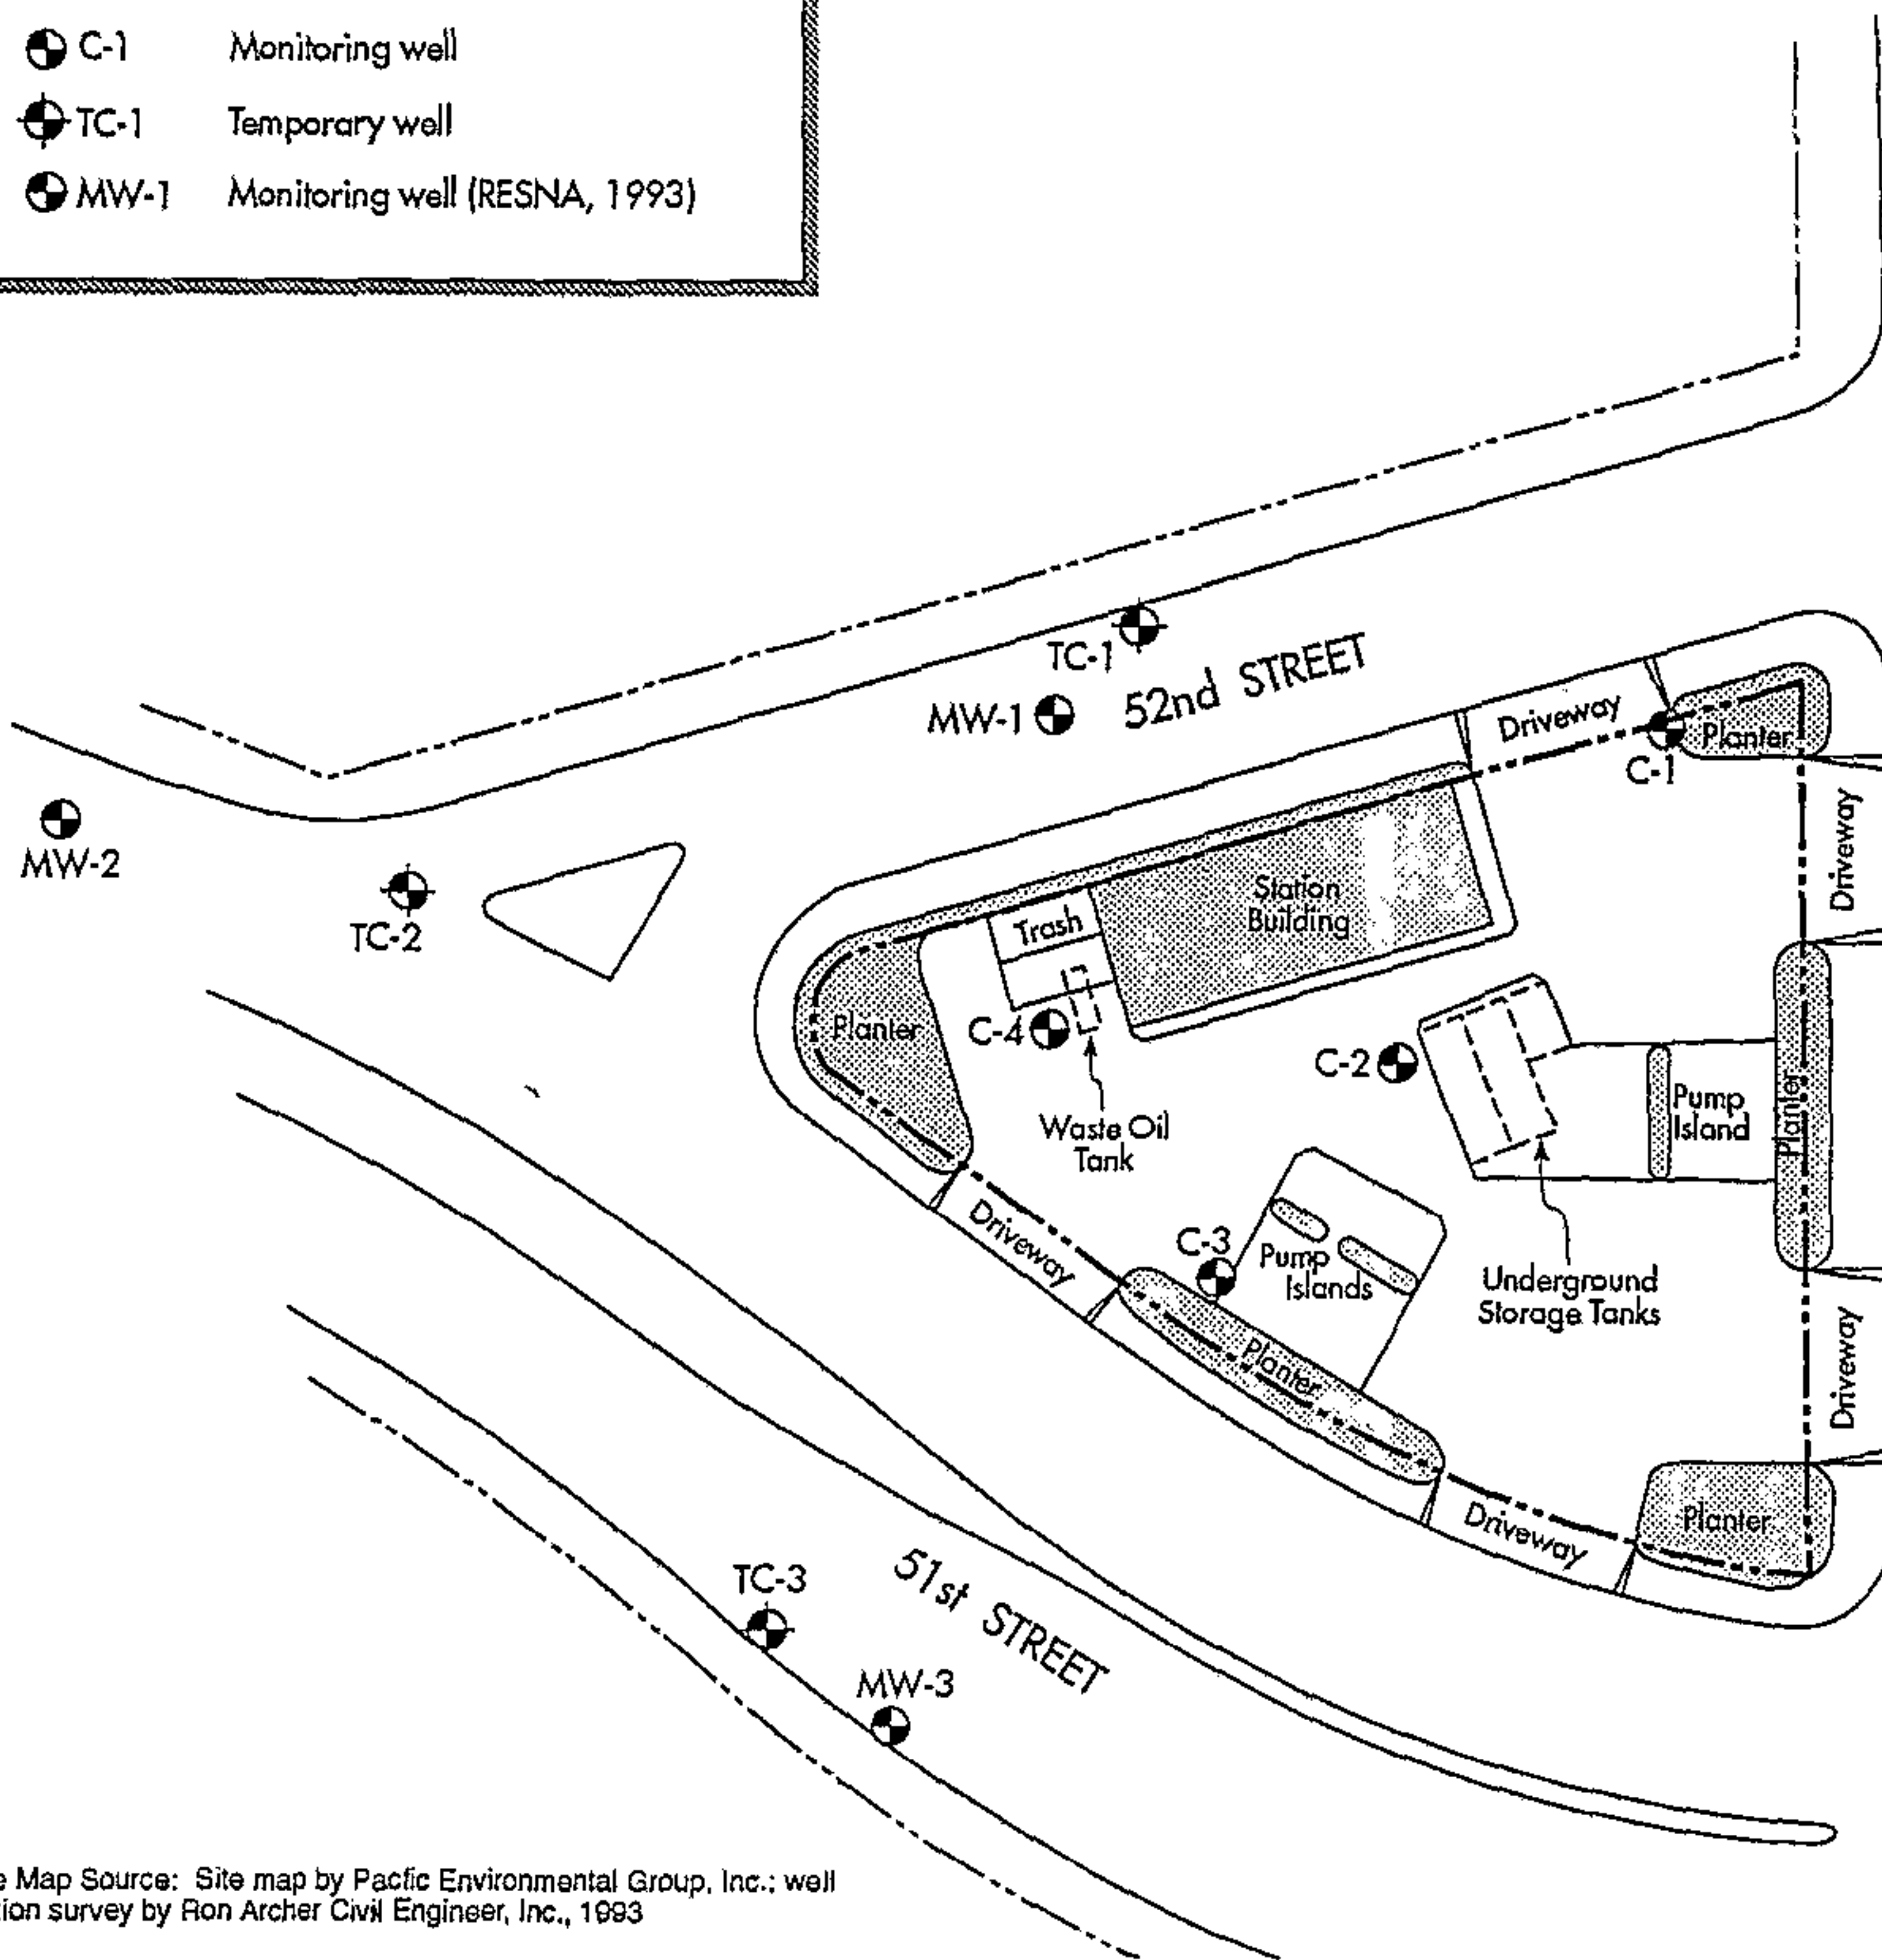 C-1 Monitoring well
TC-1 Temporary well
MW-1 Monitoring well (RESNA, 1993)
TC-1
52nd STREET
MW-1
Driveway
Planter
C-1
MW-2
TC-2
Driveway
Station
Building
Trash
Planter
C-4
C-2
Waste Oil
Tank
Pump
Island
Planter
Driveway
C-3
Pump
Islands
Underground
Storage Tanks
Planter
Driveway
Planter
Driveway
TC-3
51st STREET
MW-3
e Map Source: Site map by Pacfic Environmental Group, Inc.; well
tion survey by Ron Archer Civil Engineer, Inc., 1993